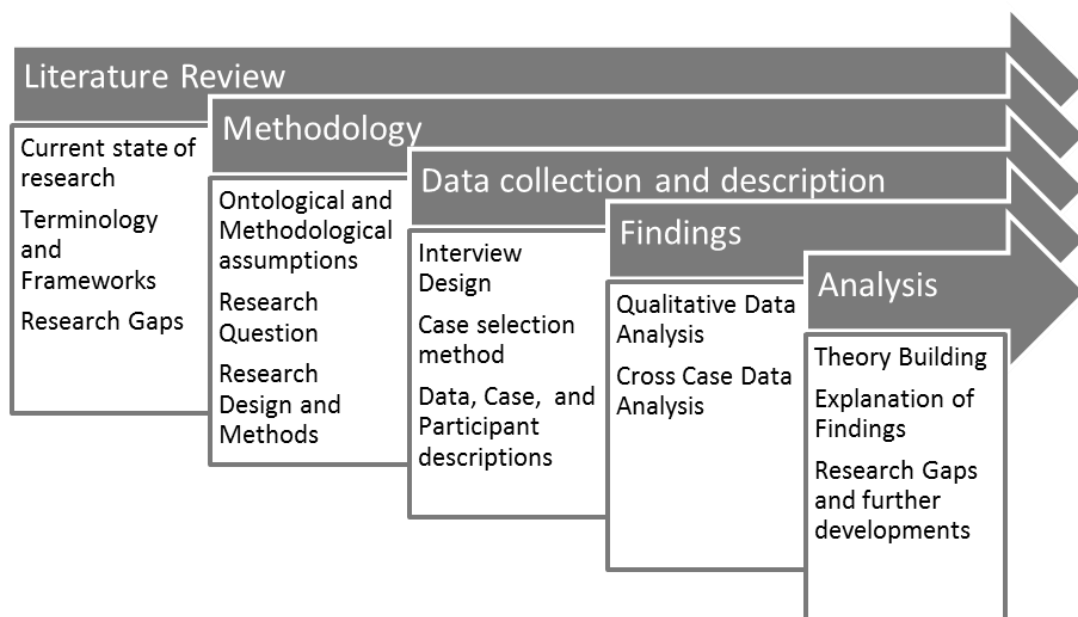 Literature Review
Current state of
research
Terminology
and
Frameworks
Research Gaps
Methodology
Ontological and
Methodological
assumptions
Research
Question
Research
Design and
Methods
Data collection and description
Interview
Design
Case selection
method
Data, Case, and
Participant
descriptions
Findings
Qualitative Data
Analysis
Cross Case Data
Analysis
Analysis
Theory Building
Explanation of
Findings
Research Gaps
and further
developments